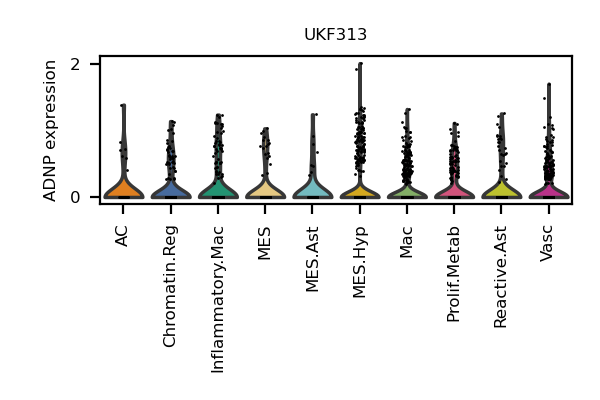 UKF313
ADNP expression
2
0
AC
Chromatin.Reg
Inflammatory.Mac
MES
MES.Ast
MES.Hyp
Mac
Prolif.Metab
Reactive.Ast
Vasc